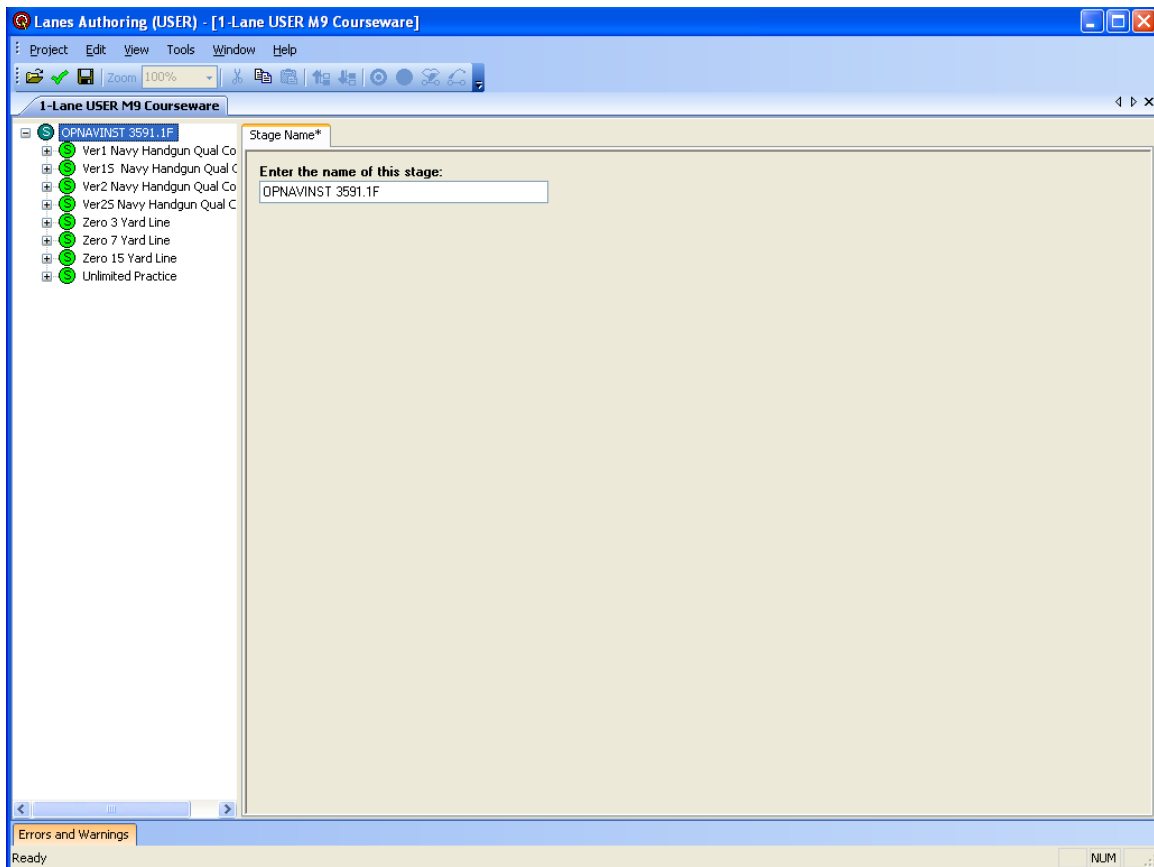 Lanes Authoring (USER) - [1-Lane USER M9 Courseware]
Project Edit View Tools Window Help
Zoom 100%
1-Lane USER M9 Courseware
S OPNAVINST 3591.1F
S Ver1 Navy Handgun Qual Co
S Ver1S Navy Handgun Qual C
S Ver2 Navy Handgun Qual Co
S Ver2S Navy Handgun Qual C
S Zero 3 Yard Line
S Zero 7 Yard Line
S Zero 15 Yard Line
S Unlimited Practice
Stage Name*
Enter the name of this stage:
OPNAVINST 3591.1F
Errors and Warnings
Ready NUM